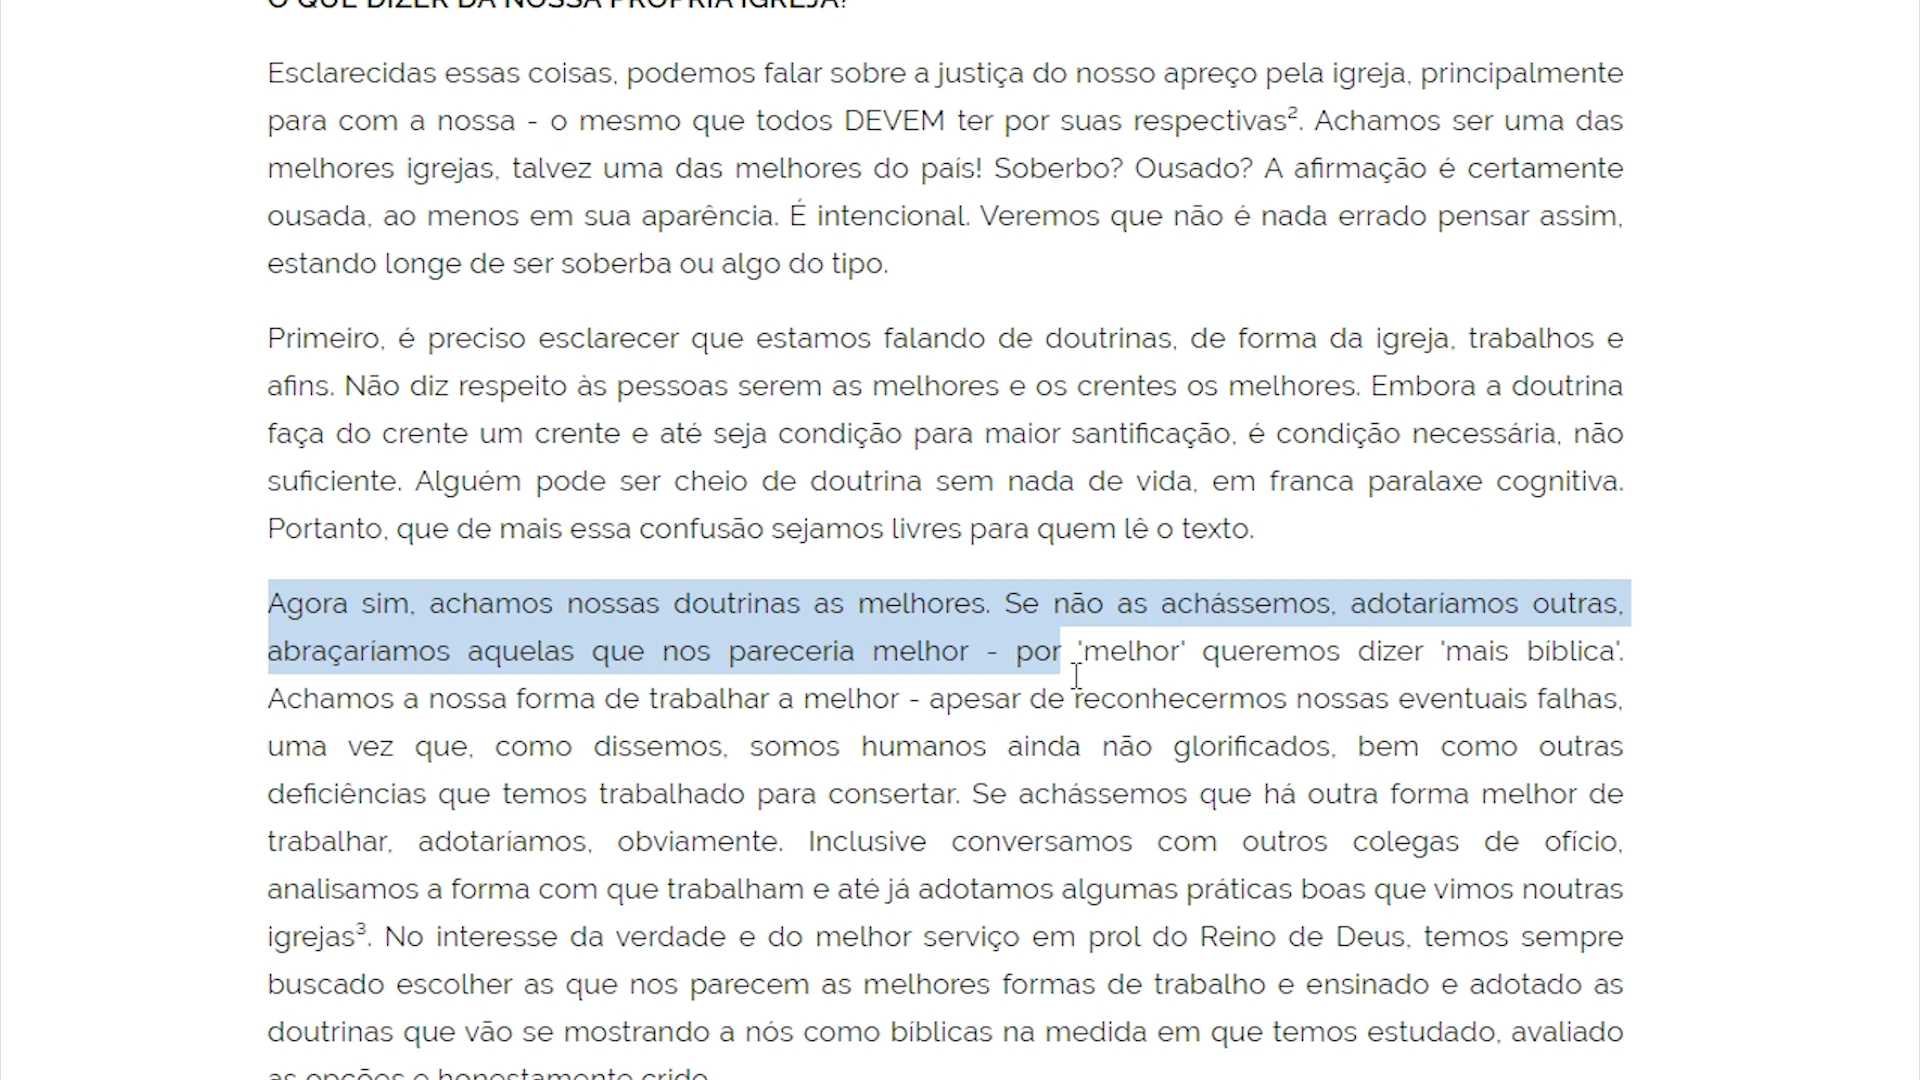 O QUE DIZER DA NOSSA PRÓPRIA IGREJA?
Esclarecidas essas coisas, podemos falar sobre a justiça do nosso apreço pela igreja, principalmente
para com a nossa - o mesmo que todos DEVEM ter por suas respectivas². Achamos ser uma das
melhores igrejas, talvez uma das melhores do país! Soberbo? Ousado? A afirmação é certamente
ousada, ao menos em sua aparência. É intencional. Veremos que não é nada errado pensar assim,
estando longe de ser soberba ou algo do tipo.
Primeiro, é preciso esclarecer que estamos falando de doutrinas, de forma da igreja, trabalhos e
afins. Não diz respeito às pessoas serem as melhores e os crentes os melhores. Embora a doutrina
faça do crente um crente e até seja condição para maior santificação, é condição necessária, não
suficiente. Alguém pode ser cheio de doutrina sem nada de vida, em franca paralaxe cognitiva.
Portanto, que de mais essa confusão sejamos livres para quem lê o texto.
Agora sim, achamos nossas doutrinas as melhores. Se não as achássemos, adotaríamos outras,
abraçaríamos aquelas que nos pareceria melhor - por 'melhor' queremos dizer 'mais bíblica'.
Achamos a nossa forma de trabalhar a melhor - apesar de reconhecermos nossas eventuais falhas,
uma vez que, como dissemos, somos humanos ainda não glorificados, bem como outras
deficiências que temos trabalhado para consertar. Se achássemos que há outra forma melhor de
trabalhar, adotaríamos, obviamente. Inclusive conversamos com outros colegas de ofício,
analisamos a forma com que trabalham e até já adotamos algumas práticas boas que vimos noutras
igrejas³. No interesse da verdade e do melhor serviço em prol do Reino de Deus, temos sempre
buscado escolher as que nos parecem as melhores formas de trabalho e ensinado e adotado as
doutrinas que vão se mostrando a nós como bíblicas na medida em que temos estudado, avaliado
as opções e honestamente crido.